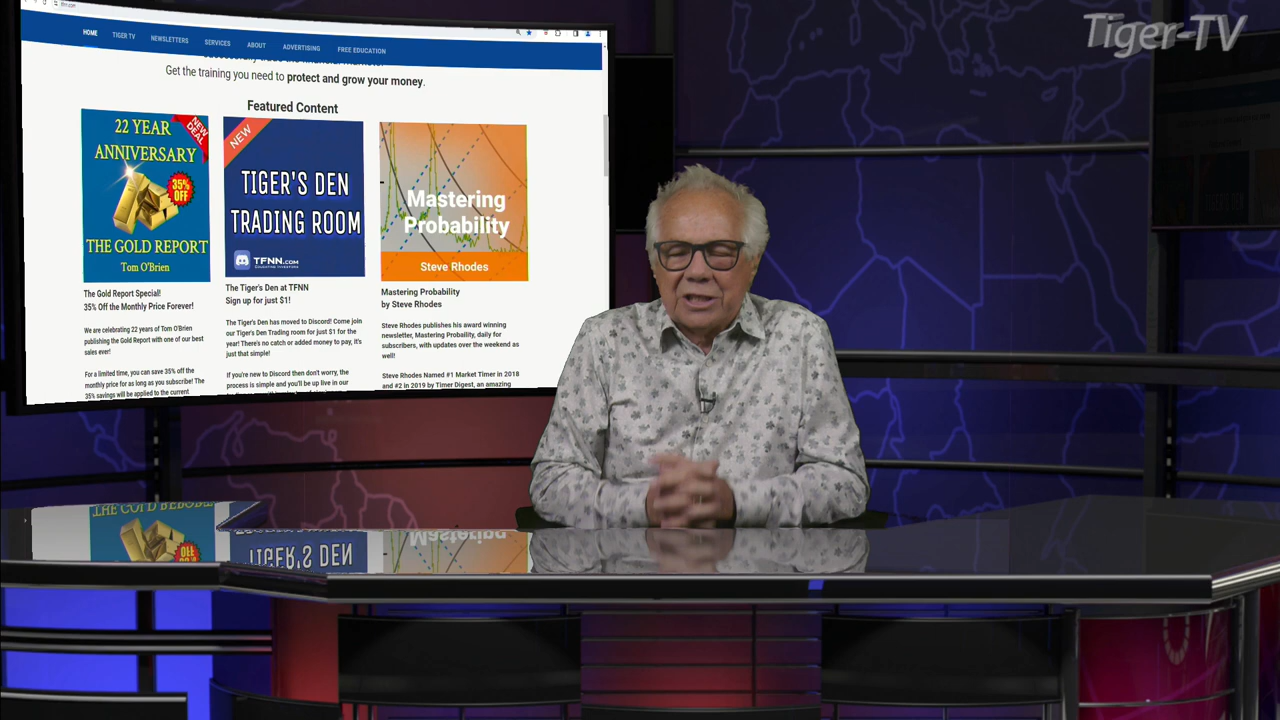 Tiger-TV
HOME TIGER TV NEWSLETTERS SERVICES ABOUT ADVERTISING FREE EDUCATION
Get the training you need to protect and grow your money.
Featured Content
22 YEAR
ANNIVERSARY
NEW
DEAL
35%
OFF
THE GOLD REPORT
Tom O'Brien
The Gold Report Special!
35% Off the Monthly Price Forever!
We are celebrating 22 years of Tom O'Brien
publishing the Gold Report with one of our best
sales ever!
For a limited time, you can save 35% off the
monthly price for as long as you subscribe! The
35% savings will be applied to the current
NEW
TIGER'S DEN
TRADING ROOM
TFNN.COM
The Tiger's Den at TFNN
Sign up for just $1!
The Tiger's Den has moved to Discord! Come join
our Tiger's Den Trading room for just $1 for the
year! There's no catch or added money to pay, it's
just that simple!
If you're new to Discord then don't worry, the
process is simple and you'll be up live in our
Mastering
Probability
Steve Rhodes
Mastering Probability
by Steve Rhodes
Steve Rhodes publishes his award winning
newsletter, Mastering Probaility, daily for
subscribers, with updates over the weekend as
well!
Steve Rhodes Named #1 Market Timer in 2018
and #2 in 2019 by Timer Digest, an amazing